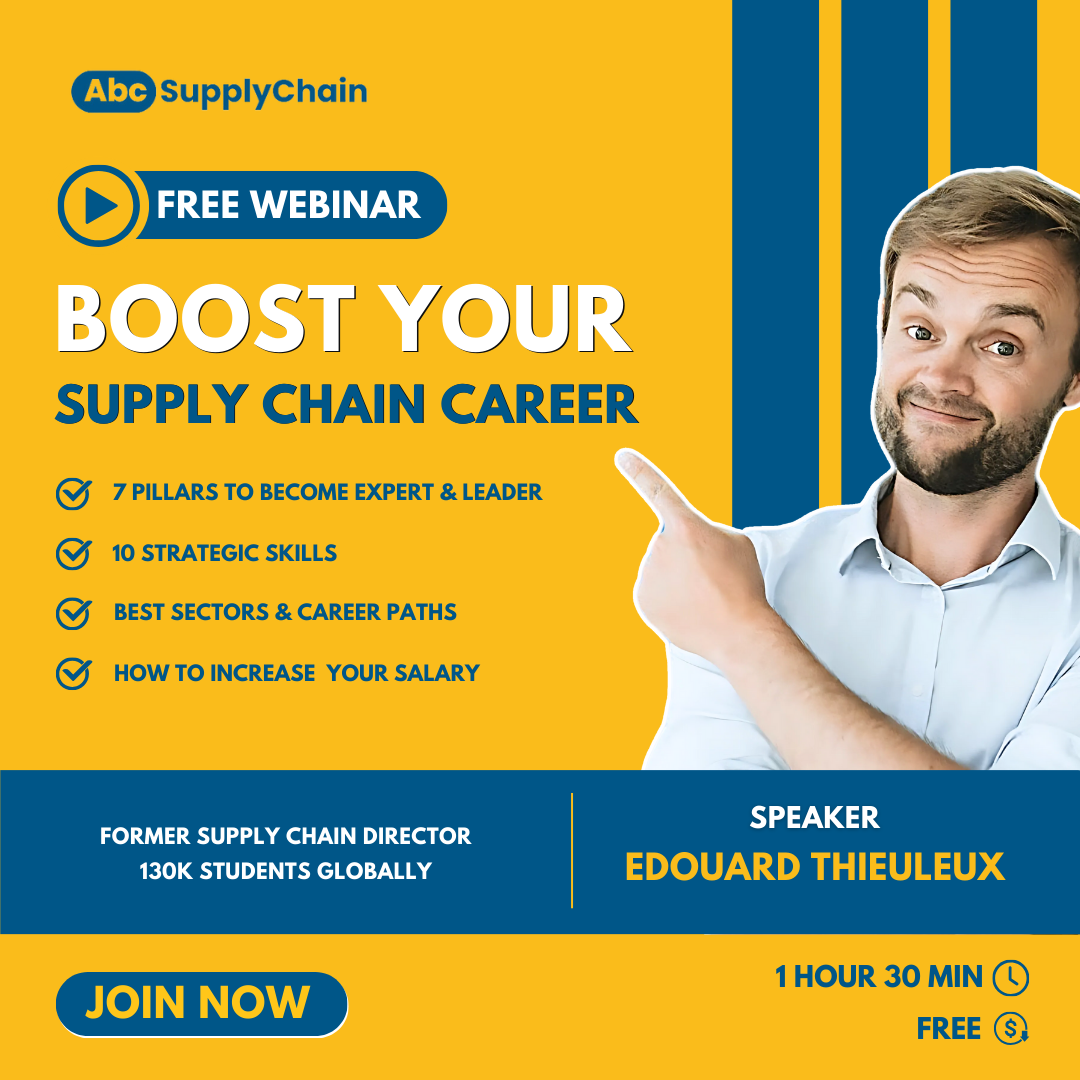 Abc SupplyChain
FREE WEBINAR
BOOST YOUR
SUPPLY CHAIN CAREER
7 PILLARS TO BECOME EXPERT & LEADER
10 STRATEGIC SKILLS
BEST SECTORS & CAREER PATHS
HOW TO INCREASE YOUR SALARY
FORMER SUPPLY CHAIN DIRECTOR
130K STUDENTS GLOBALLY
SPEAKER
EDOUARD THIEULEUX
JOIN NOW
1 HOUR 30 MIN
FREE $